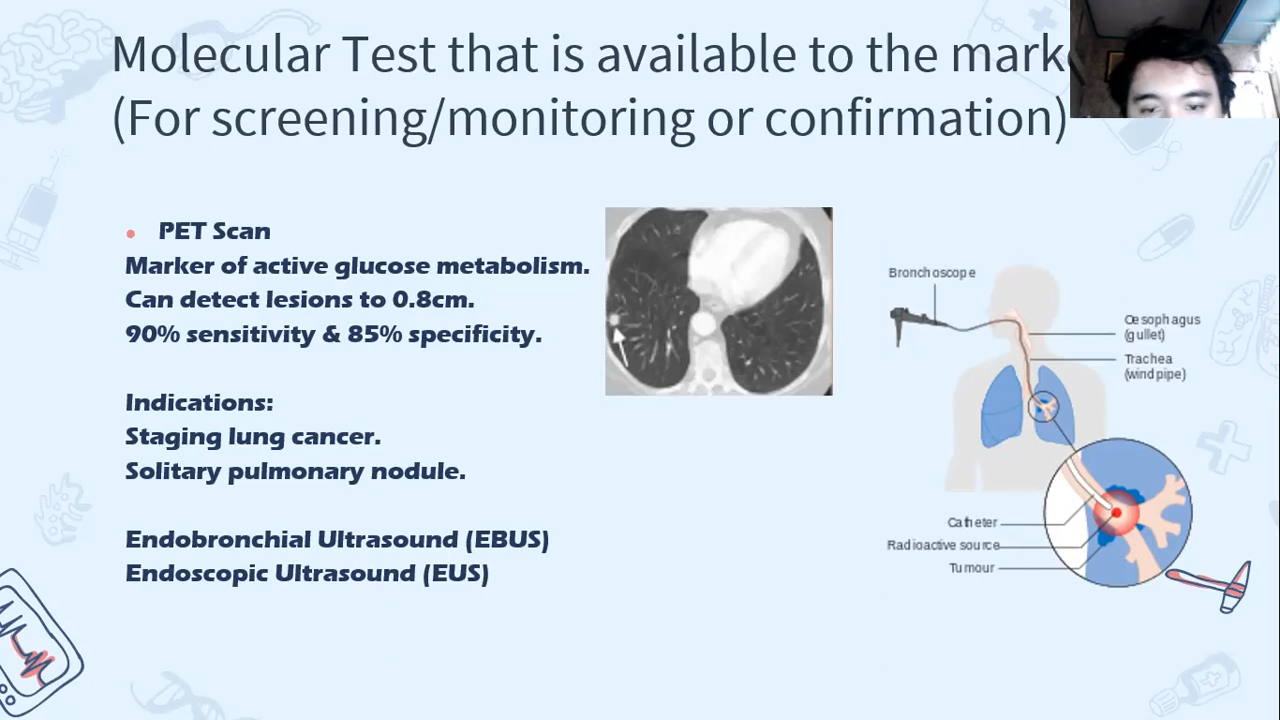 Molecular Test that is available to the mark
(For screening/monitoring or confirmation)
PET Scan
Marker of active glucose metabolism.
Can detect lesions to 0.8cm.
90% sensitivity & 85% specificity.
Indications:
Staging lung cancer.
Solitary pulmonary nodule.
Endobronchial Ultrasound (EBUS)
Endoscopic Ultrasound (EUS)
Bronchoscope
Oesophagus
(gullet)
Trachea
(windpipe)
Catheter
Radioactive source
Tumour